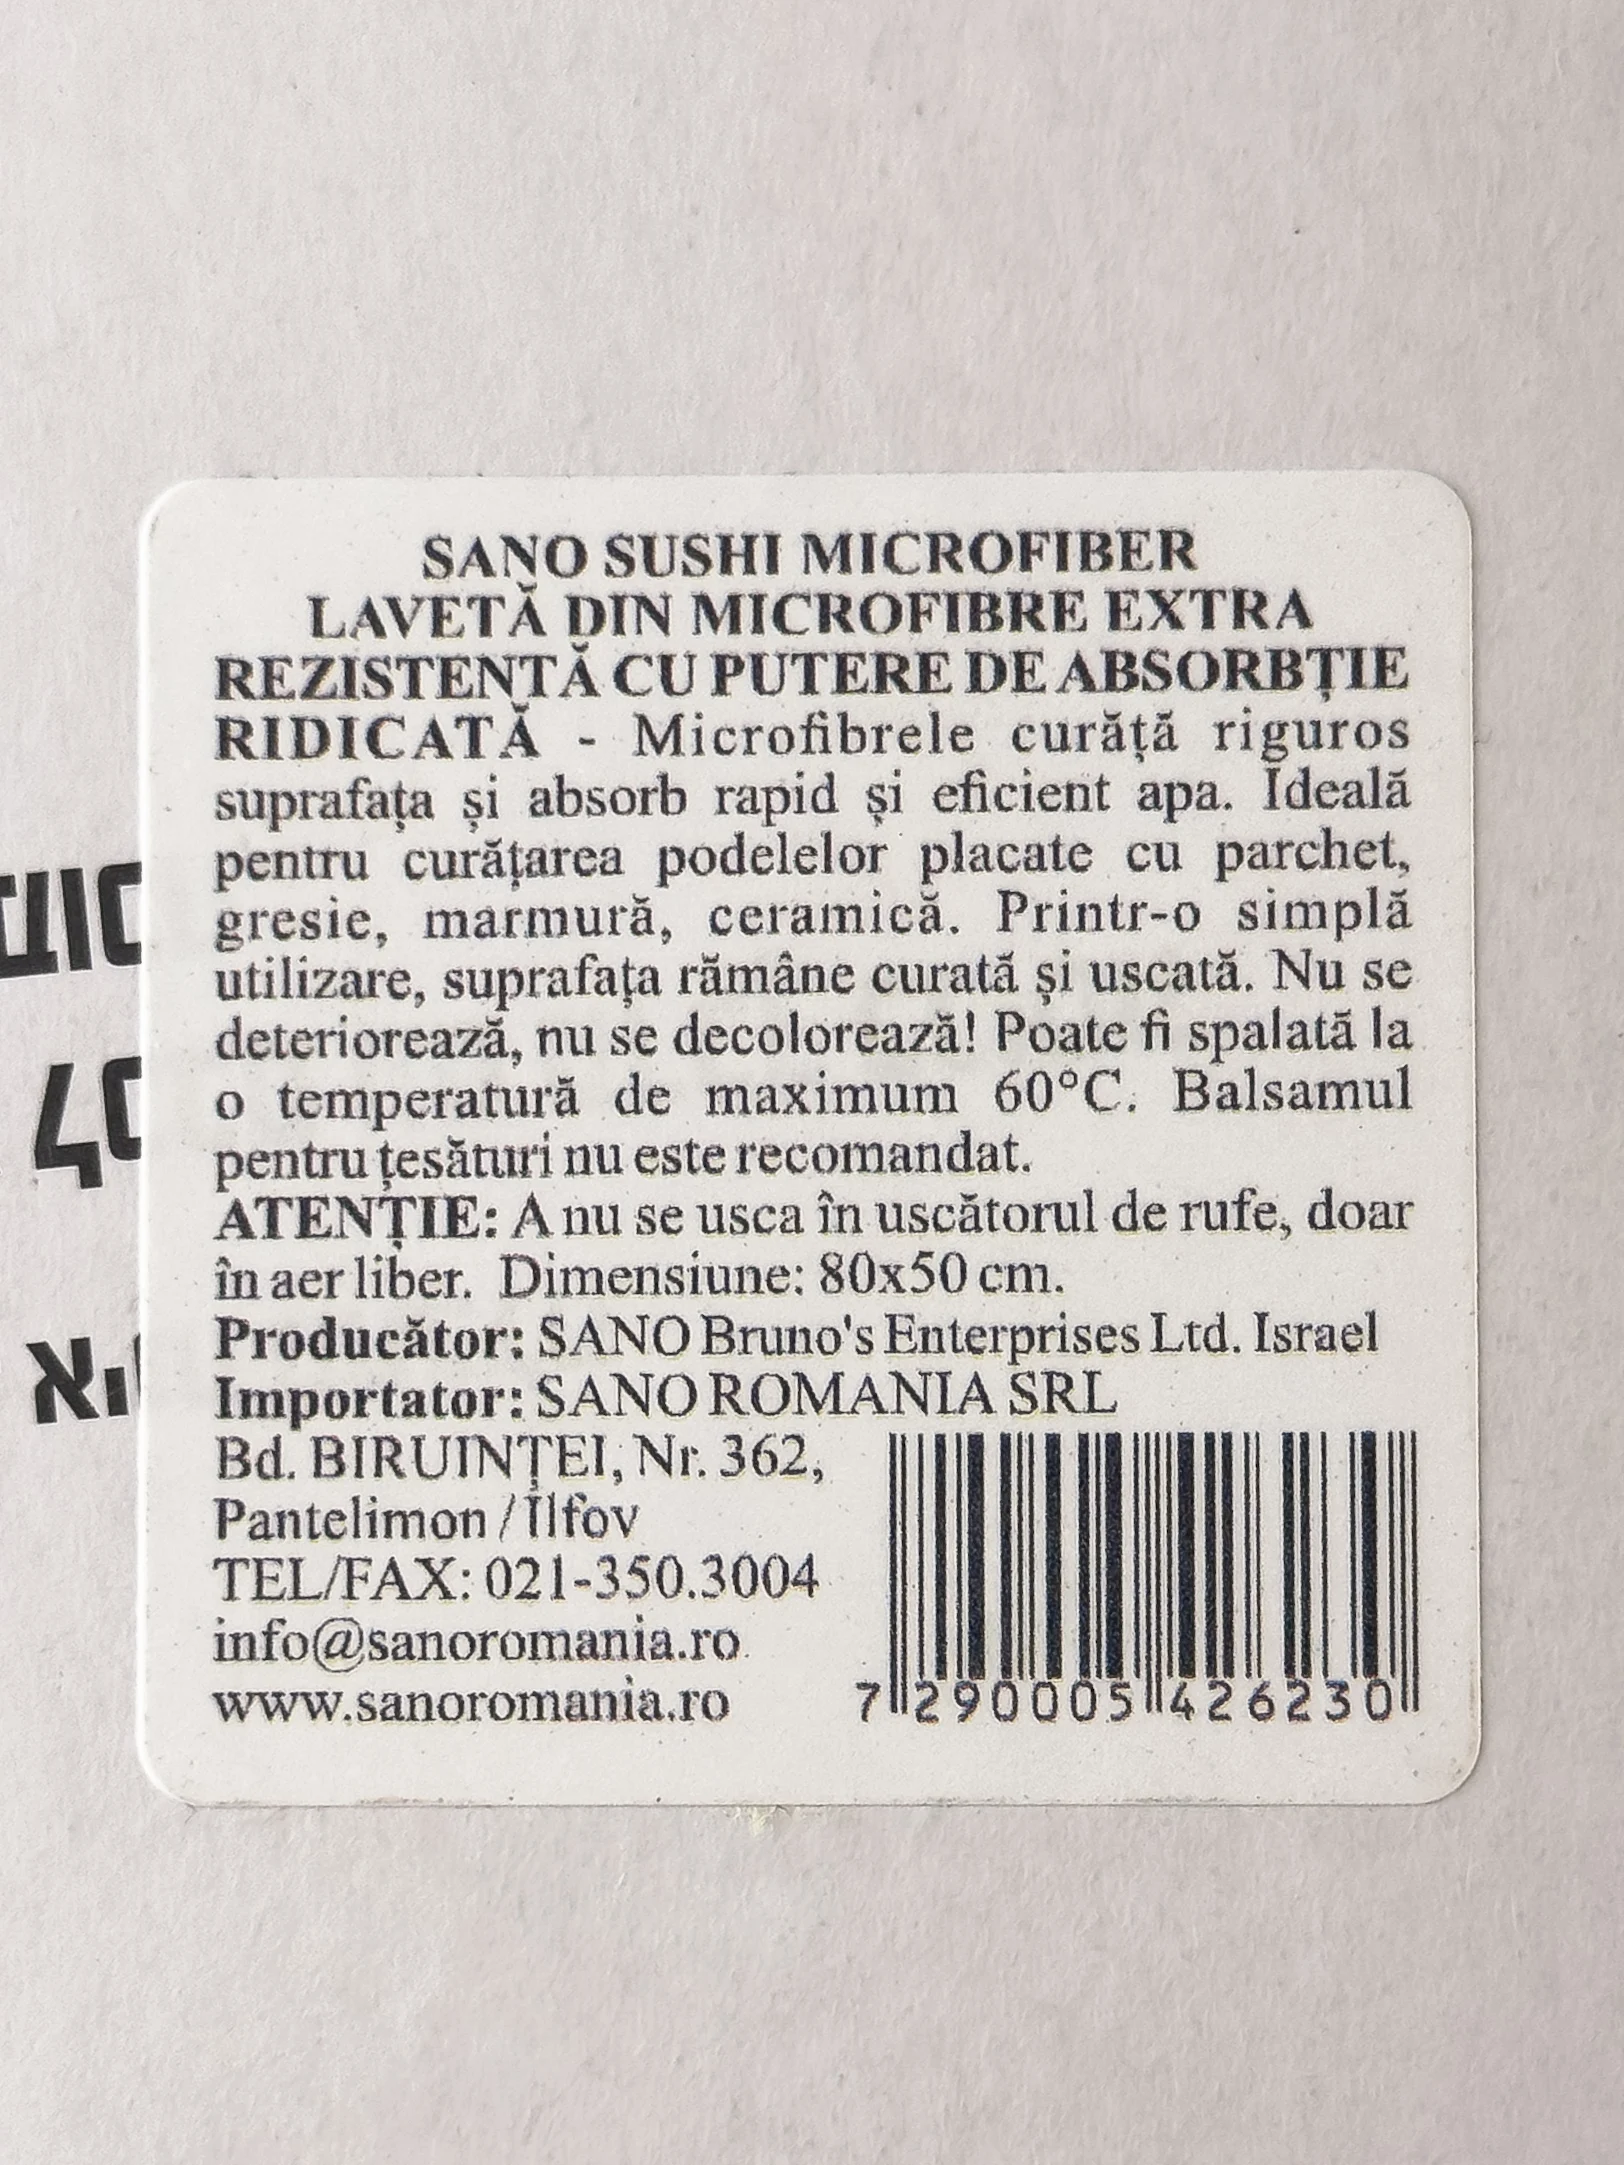 SANO SUSHI MICROFIBER
LAVETĂ DIN MICROFIBRE EXTRA
REZISTENTĂ CU PUTERE DE ABSORBȚIE
RIDICATĂ - Microfibrele curăță riguros
suprafața și absorb rapid și eficient apa. Ideală
pentru curățarea podelelor placate cu parchet,
gresie, marmură, ceramică. Printr-o simplă
utilizare, suprafața rămâne curată și uscată. Nu se
deteriorează, nu se decolorează! Poate fi spalată la
o temperatură de maximum 60°C. Balsamul
pentru țesături nu este recomandat.
ATENȚIE: A nu se usca în uscătorul de rufe, doar
în aer liber. Dimensiune: 80x50 cm.
Producător: SANO Bruno's Enterprises Ltd. Israel
Importator: SANO ROMANIA SRL
Bd. BIRUINȚEI, Nr. 362,
Pantelimon / Ilfov
TEL/FAX: 021-350.3004
info@sanoromania.ro
www.sanoromania.ro
7 290005 426230